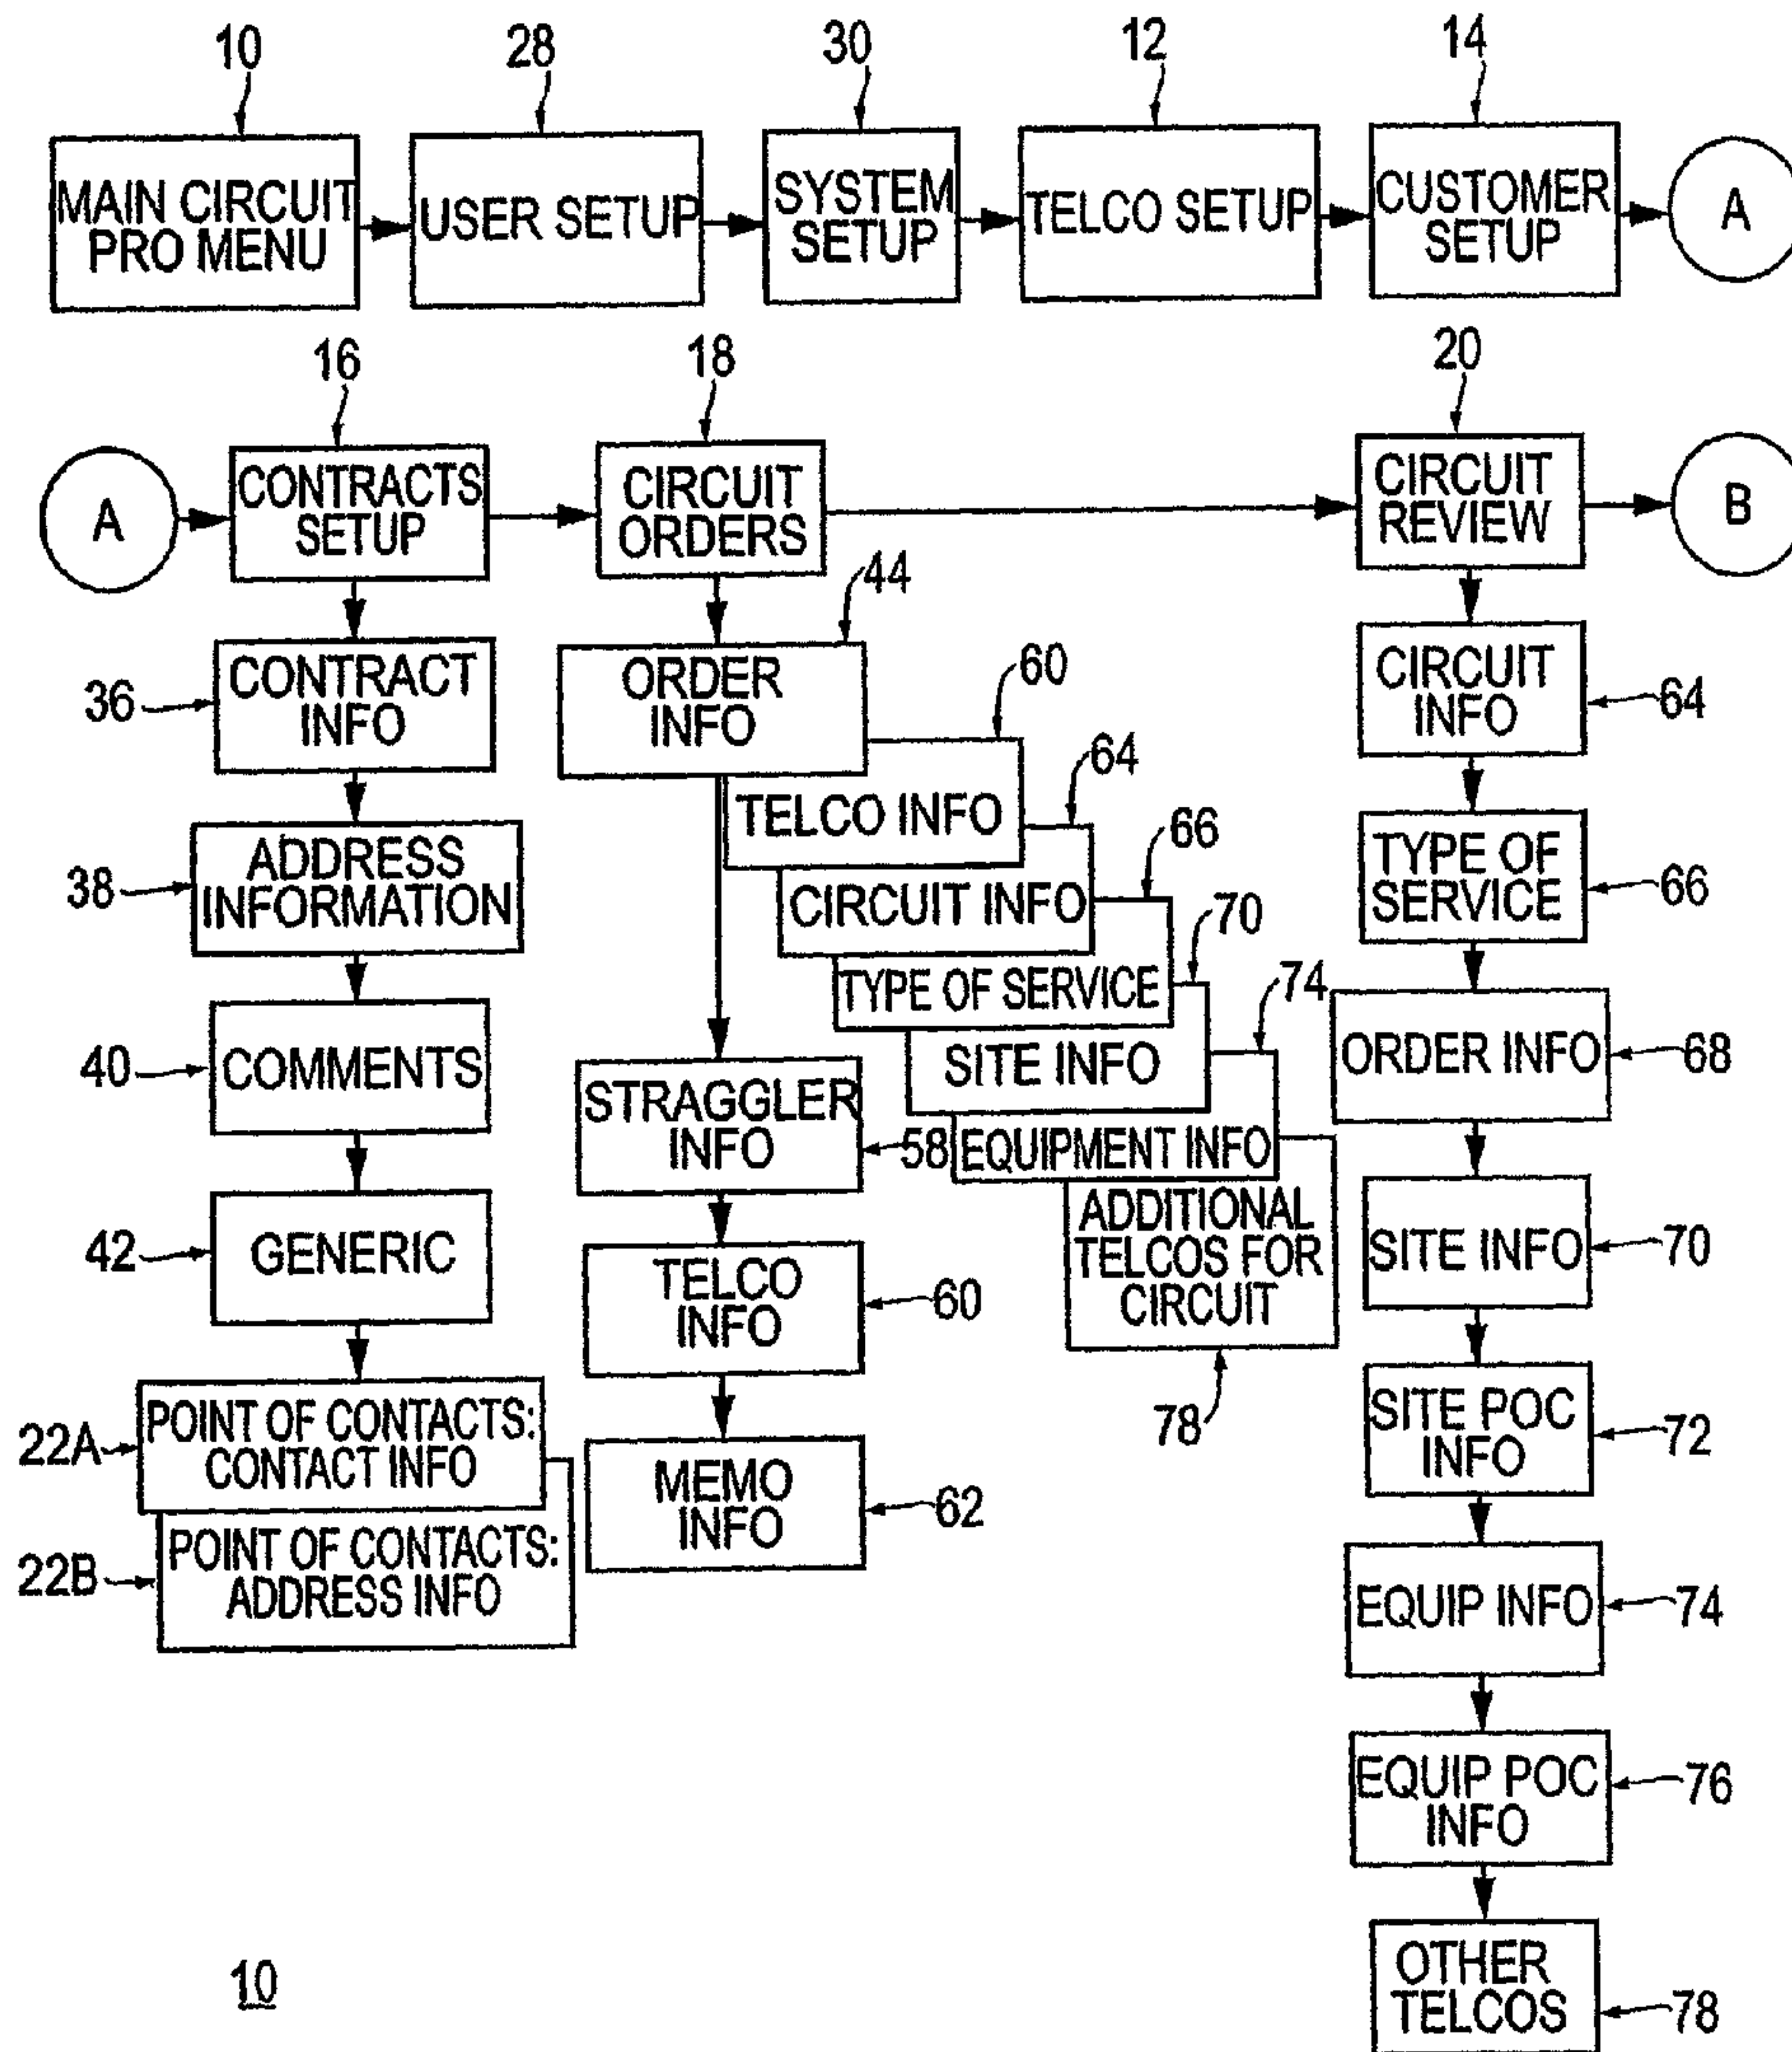 10
28
30
12
14
MAIN CIRCUIT
PRO MENU
USER SETUP
SYSTEM
SETUP
TELCO SETUP
CUSTOMER
SETUP
A
16
18
20
A
CONTRACTS
SETUP
CIRCUIT
ORDERS
CIRCUIT
REVIEW
B
36
CONTRACT
INFO
38
ADDRESS
INFORMATION
40
COMMENTS
42
GENERIC
22A
POINT OF CONTACTS:
CONTACT INFO
22B
POINT OF CONTACTS:
ADDRESS INFO
44
ORDER
INFO
60
TELCO INFO
64
CIRCUIT INFO
66
TYPE OF SERVICE
70
SITE INFO
74
EQUIPMENT INFO
ADDITIONAL
TELCOS FOR
CIRCUIT
78
STRAGGLER
INFO
58
TELCO
INFO
60
MEMO
INFO
62
CIRCUIT
INFO
64
TYPE OF
SERVICE
66
ORDER INFO
68
SITE INFO
70
SITE POC
INFO
72
EQUIP INFO
74
EQUIP POC
INFO
76
OTHER
TELCOS
78
10